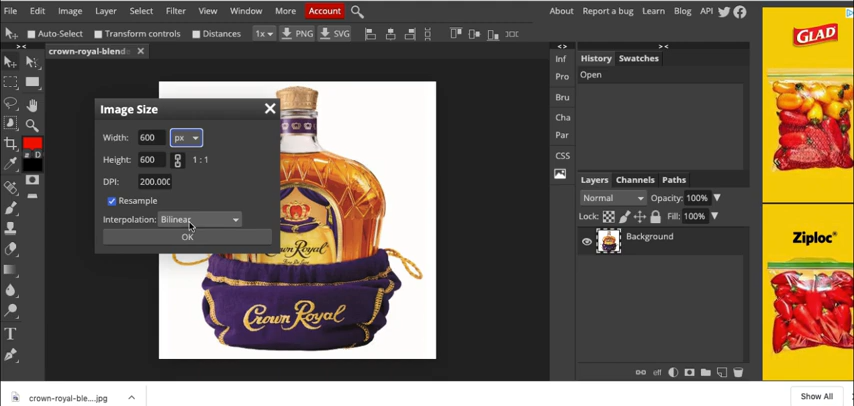 File Edit Image Layer Select Filter View Window More Account
About Report a bug Learn Blog API
Auto-Select Transform controls Distances 1x PNG SVG
crown-royal-blende
Image Size
Width: 600 px
Height: 600 1 : 1
DPI: 200.000
Resample
Interpolation: Bilinear
OK
Crown Royal
Crown Royal
Inf
Pro
Bru
Cha
Par
CSS
History Swatches
Open
Layers Channels Paths
Normal Opacity: 100%
Lock: Fill: 100%
Background
off
GLAD
Ziploc®
crown-royal-ble....jpg
Show All